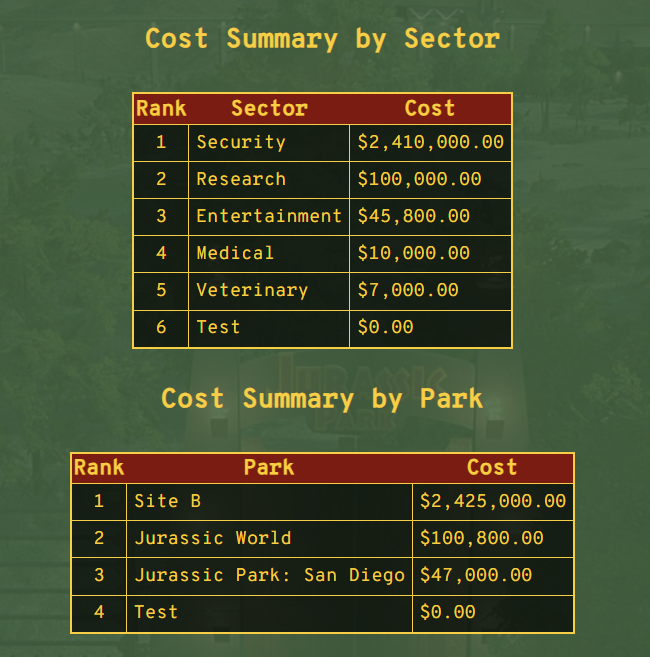 Cost Summary by Sector
Rank Sector Cost
1 Security $2,410,000.00
2 Research $100,000.00
3 Entertainment $45,800.00
4 Medical $10,000.00
5 Veterinary $7,000.00
6 Test $0.00
JURASSIC
PARK
Cost Summary by Park
Rank Park Cost
1 Site B $2,425,000.00
2 Jurassic World $100,800.00
3 Jurassic Park: San Diego $47,000.00
4 Test $0.00